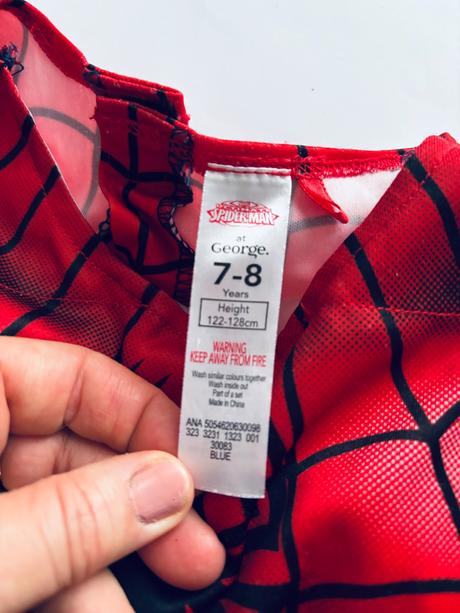 SPIDER-MAN
at
George.
7-8
Years
Height
122-128cm
WARNING
KEEP AWAY FROM FIRE
Wash similar colours together
Wash inside out
Part of a set
Made in China
ANA 5054620630098
323 3231 1323 001
30083
BLUE